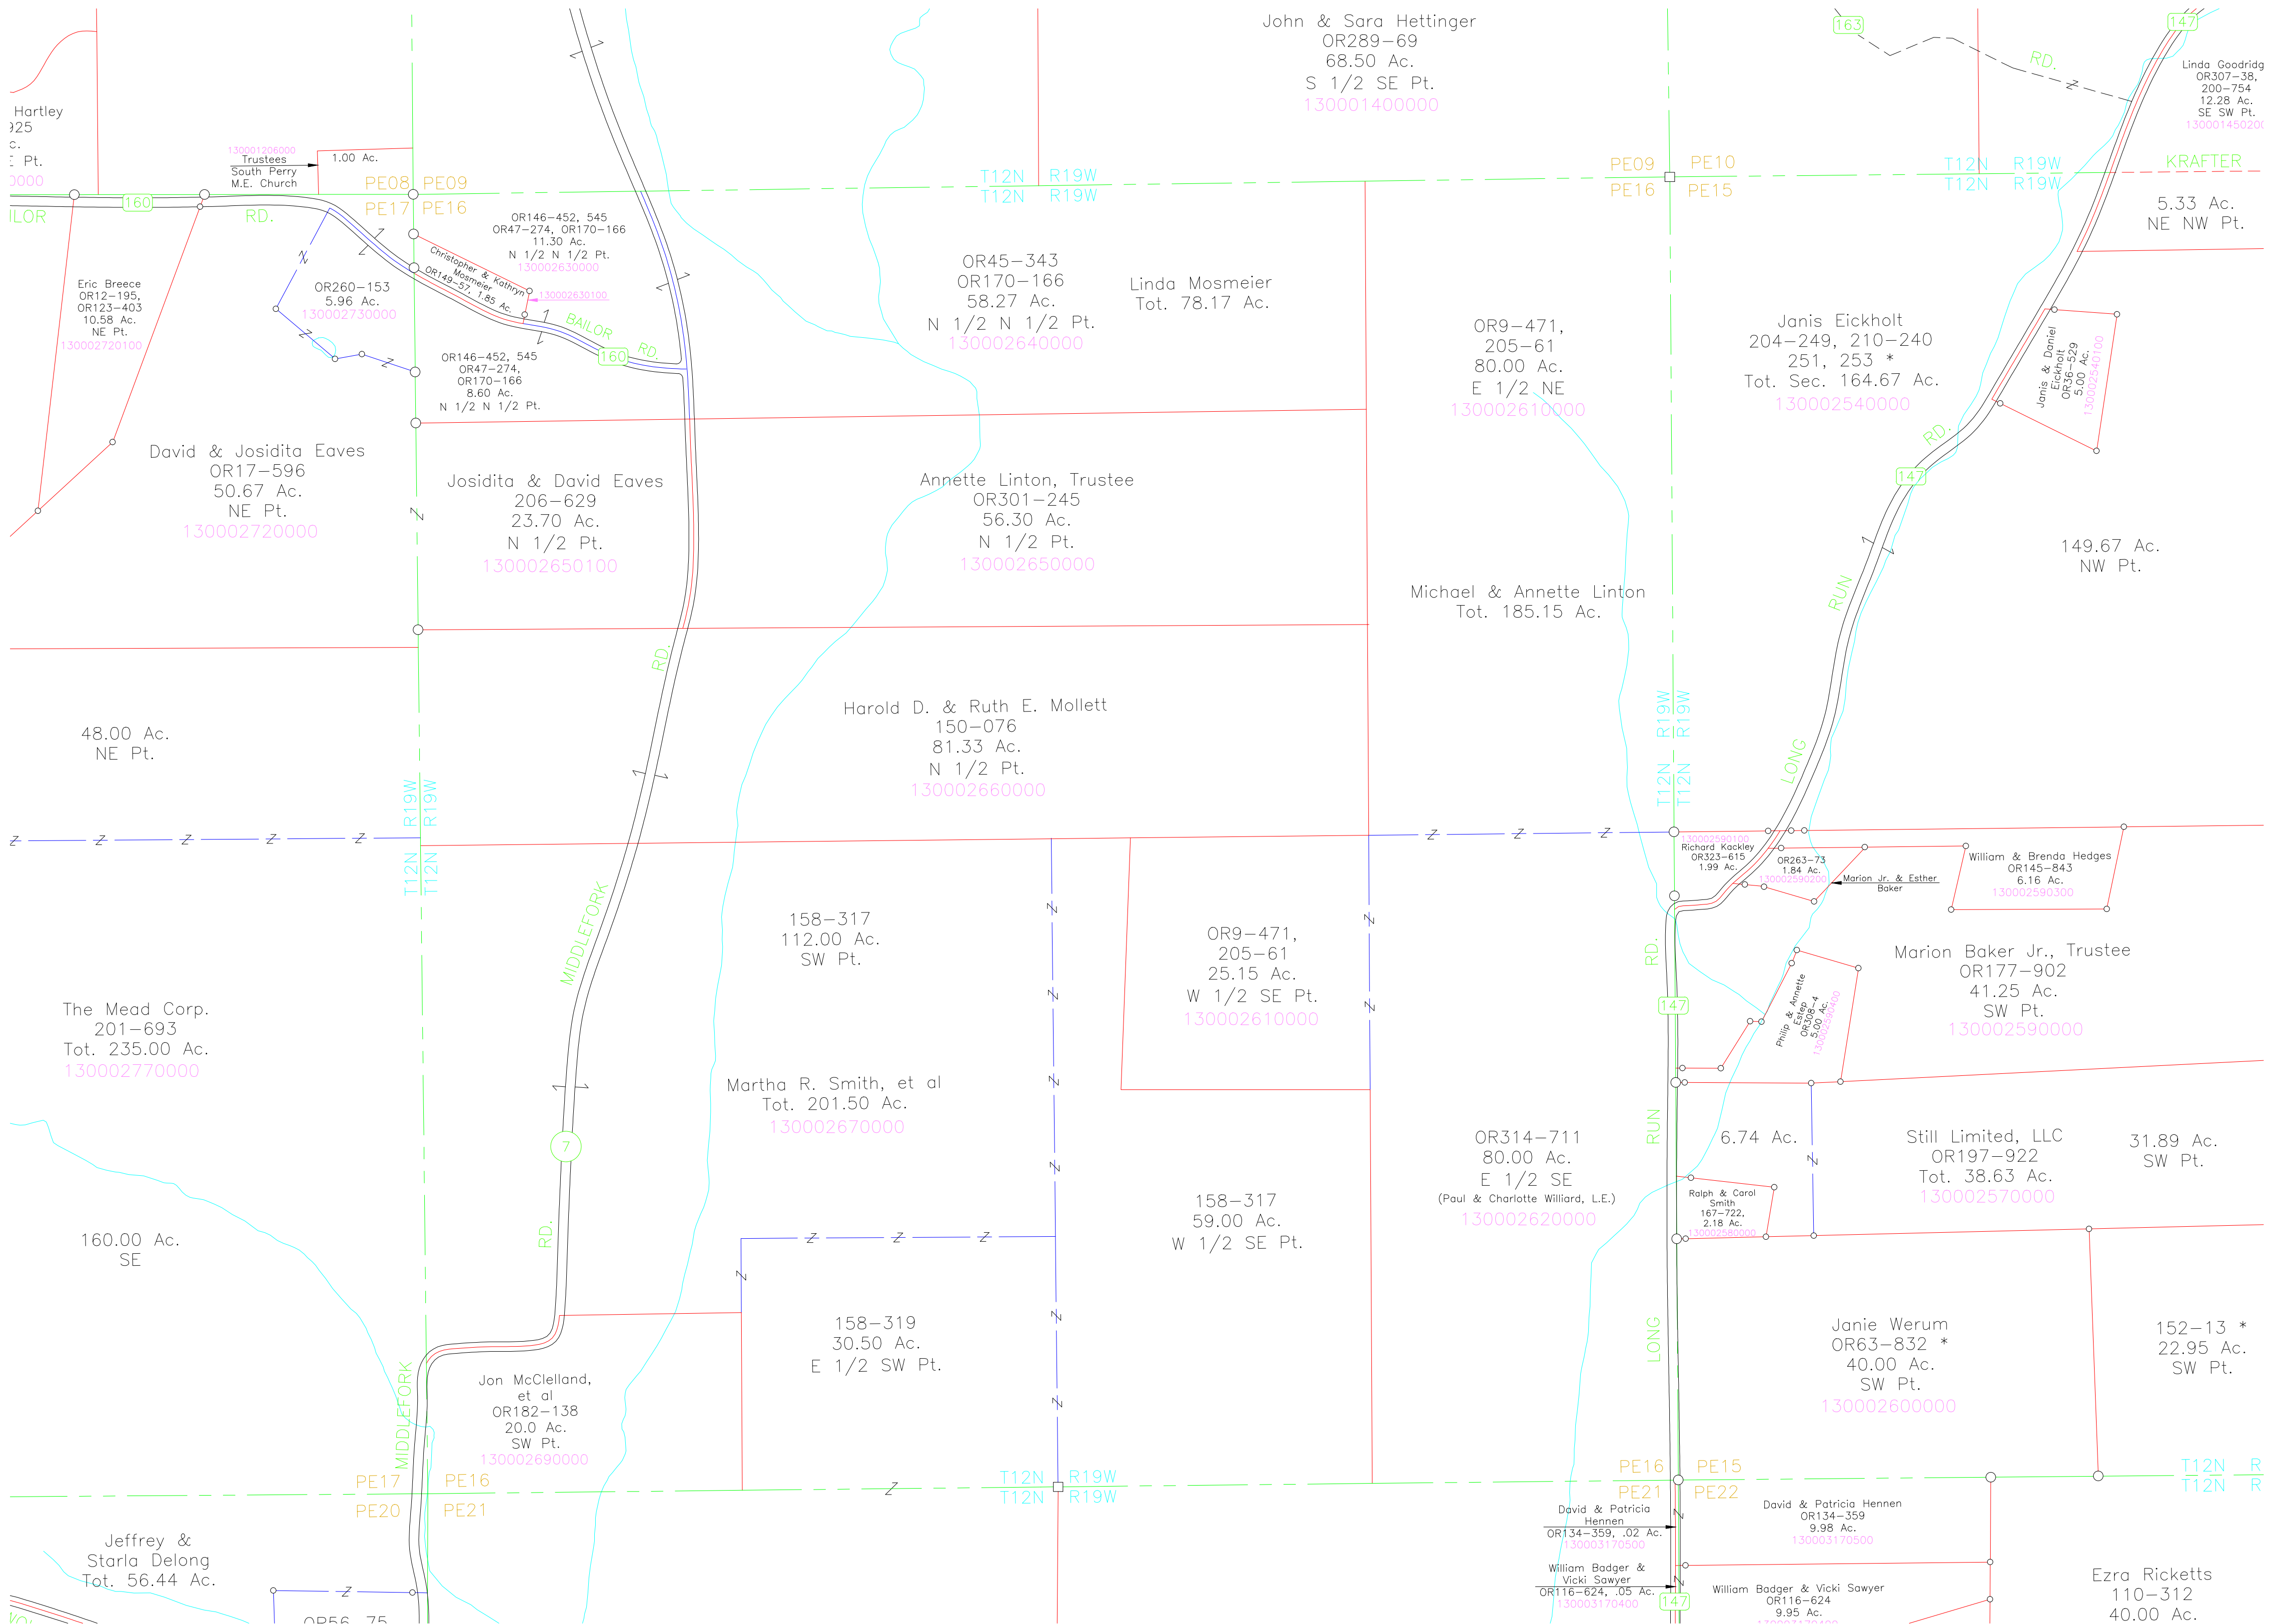 John & Sara Hettinger
OR289-69
68.50 Ac.
S 1/2 SE Pt.
130001400000
163
147
RD.
Linda Goodridg
OR307-38,
200-754
12.28 Ac.
SE SW Pt.
Hartley
925
Pt.
0000
130001206000
Trustees
South Perry
M.E. Church
1.00 Ac.
PE08 PE09
PE17 PE16
T12N R19W
T12N R19W
PE09 PE10
PE16 PE15
T12N R19W
T12N R19W
KRAFTER
5.33 Ac.
NE NW Pt.
160
RD.
Eric Breece
OR12-195,
OR123-403
10.58 Ac.
NE Pt.
130002720100
OR260-153
5.96 Ac.
130002730000
OR146-452, 545
OR47-274, OR170-166
11.30 Ac.
N 1/2 N 1/2 Pt.
130002630000
Christopher & Kathryn
Mosmeier
OR149-57, 1.85 Ac.
130002630100
BAILOR
RD.
160
OR146-452, 545
OR47-274,
OR170-166
8.60 Ac.
N 1/2 N 1/2 Pt.
OR45-343
OR170-166
58.27 Ac.
N 1/2 N 1/2 Pt.
130002640000
Linda Mosmeier
Tot. 78.17 Ac.
OR9-471,
205-61
80.00 Ac.
E 1/2 NE
130002610000
Janis Eickholt
204-249, 210-240
251, 253 *
Tot. Sec. 164.67 Ac.
130002540000
Janis & Daniel
Eickholt
OR36-529
5.00 Ac.
130002540100
RD.
147
David & Josidita Eaves
OR17-596
50.67 Ac.
NE Pt.
130002720000
Josidita & David Eaves
206-629
23.70 Ac.
N 1/2 Pt.
130002650100
Annette Linton, Trustee
OR301-245
56.30 Ac.
N 1/2 Pt.
130002650000
149.67 Ac.
NW Pt.
Michael & Annette Linton
Tot. 185.15 Ac.
RUN
LONG
RD.
48.00 Ac.
NE Pt.
Harold D. & Ruth E. Mollett
150-076
81.33 Ac.
N 1/2 Pt.
130002660000
T12N R19W
T12N R19W
T12N R19W
T12N R19W
130002590100
Richard Kackley
OR323-615
1.99 Ac.
OR263-73
1.84 Ac.
130002590200
Marion Jr. & Esther
Baker
William & Brenda Hedges
OR145-843
6.16 Ac.
130002590300
MIDDLEFORK
158-317
112.00 Ac.
SW Pt.
OR9-471,
205-61
25.15 Ac.
W 1/2 SE Pt.
130002610000
RD.
147
Philip & Annette
Estep
OR308-4
5.00 Ac.
130002590400
Marion Baker Jr., Trustee
OR177-902
41.25 Ac.
SW Pt.
130002590000
The Mead Corp.
201-693
Tot. 235.00 Ac.
130002770000
Martha R. Smith, et al
Tot. 201.50 Ac.
130002670000
7
RUN
OR314-711
80.00 Ac.
E 1/2 SE
(Paul & Charlotte Williard, L.E.)
130002620000
6.74 Ac.
Still Limited, LLC
OR197-922
Tot. 38.63 Ac.
130002570000
31.89 Ac.
SW Pt.
Ralph & Carol
Smith
167-722,
2.18 Ac.
130002580000
160.00 Ac.
SE
RD.
158-317
59.00 Ac.
W 1/2 SE Pt.
158-319
30.50 Ac.
E 1/2 SW Pt.
LONG
Janie Werum
OR63-832 *
40.00 Ac.
SW Pt.
130002600000
152-13 *
22.95 Ac.
SW Pt.
MIDDLEFORK
Jon McClelland,
et al
OR182-138
20.0 Ac.
SW Pt.
130002690000
PE17 PE16
PE20 PE21
T12N R19W
T12N R19W
PE16 PE15
PE21 PE22
T12N R
T12N R
Jeffrey &
Starla Delong
Tot. 56.44 Ac.
David & Patricia
Hennen
OR134-359, .02 Ac.
130003170500
David & Patricia Hennen
OR134-359
9.98 Ac.
130003170500
William Badger &
Vicki Sawyer
OR116-624, .05 Ac.
130003170400
147
William Badger & Vicki Sawyer
OR116-624
9.95 Ac.
Ezra Ricketts
110-312
40.00 Ac.